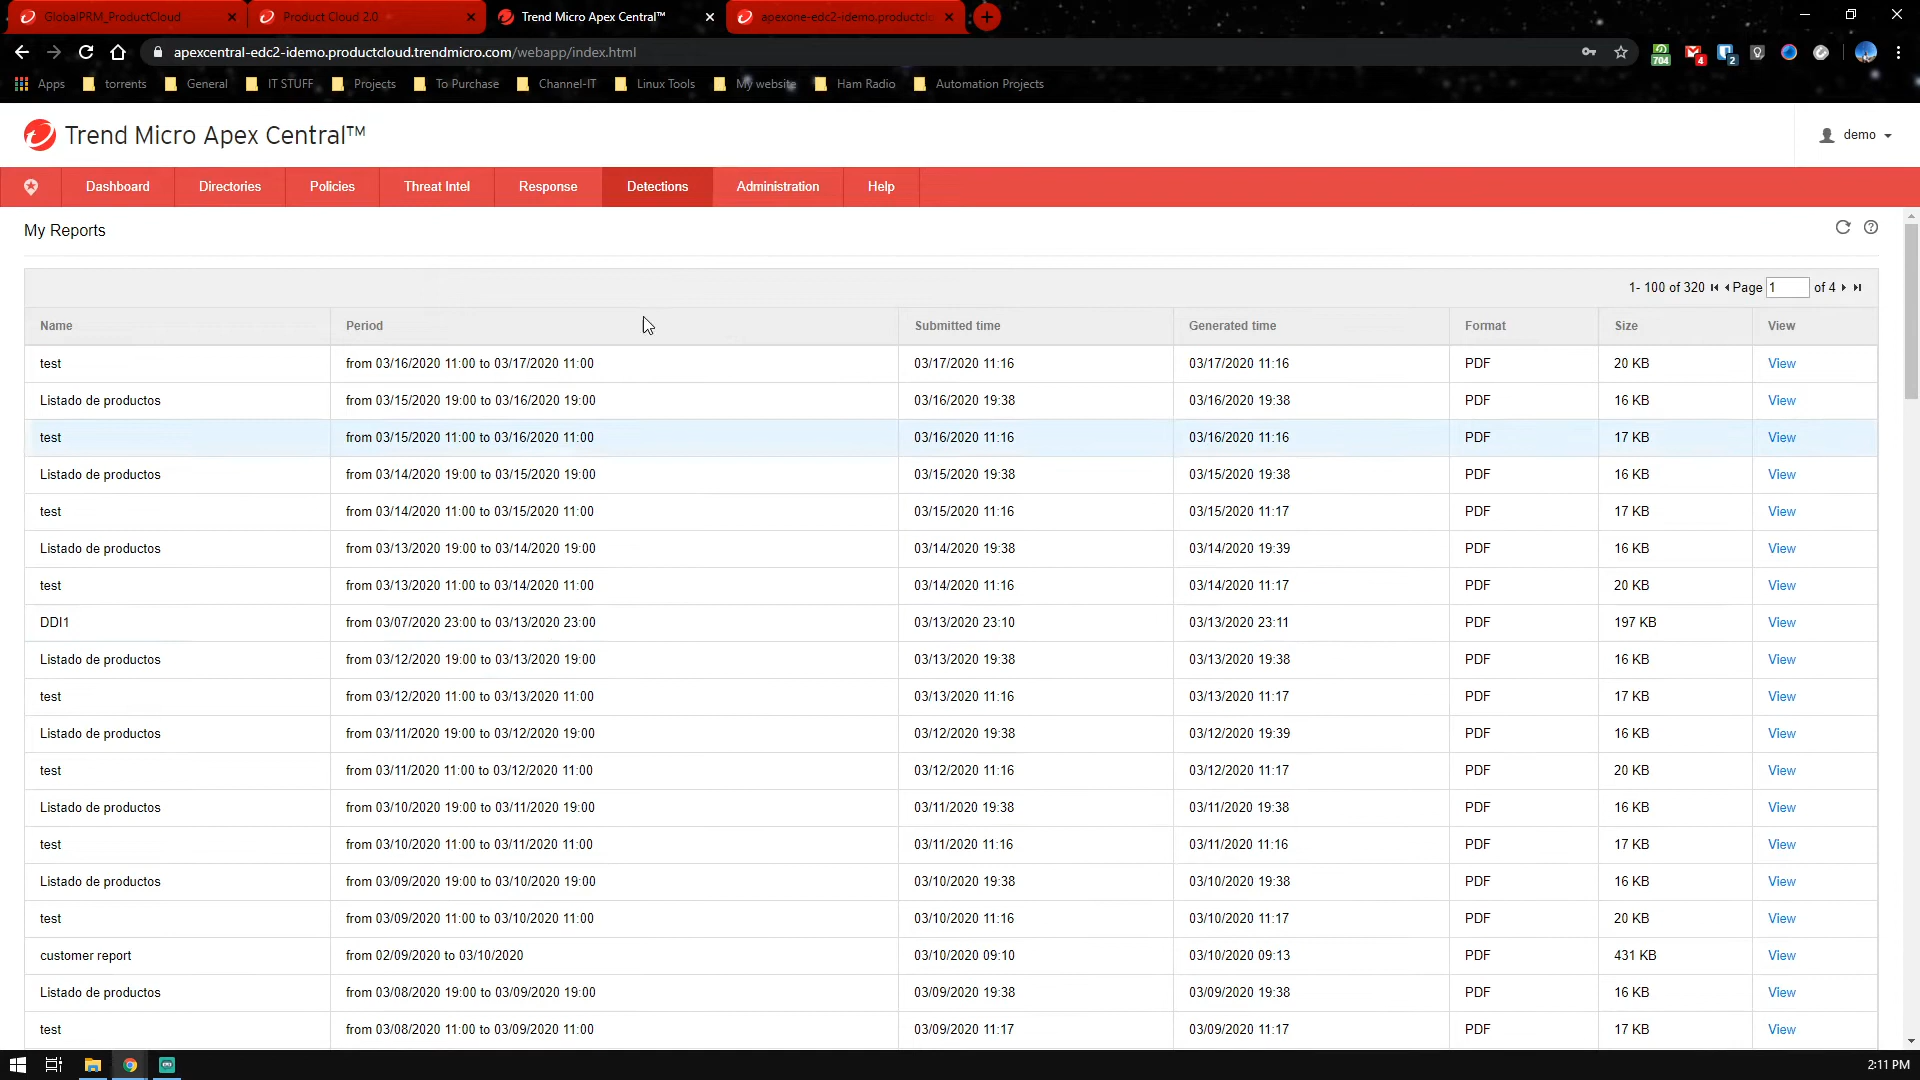 GlobalPRM_ProductCloud
Product Cloud 2.0
Trend Micro Apex Central™
apexone-edc2-idemo.productclo
apexcentral-edc2-idemo.productcloud.trendmicro.com/webapp/index.html
704
4
2
Apps
torrents
General
IT STUFF
Projects
To Purchase
Channel-IT
Linux Tools
My website
Ham Radio
Automation Projects
Trend Micro Apex Central™
demo
Dashboard
Directories
Policies
Threat Intel
Response
Detections
Administration
Help
My Reports
1- 100 of 320 Page 1 of 4
Name Period Submitted time Generated time Format Size View
test from 03/16/2020 11:00 to 03/17/2020 11:00 03/17/2020 11:16 03/17/2020 11:16 PDF 20 KB View
Listado de productos from 03/15/2020 19:00 to 03/16/2020 19:00 03/16/2020 19:38 03/16/2020 19:38 PDF 16 KB View
test from 03/15/2020 11:00 to 03/16/2020 11:00 03/16/2020 11:16 03/16/2020 11:16 PDF 17 KB View
Listado de productos from 03/14/2020 19:00 to 03/15/2020 19:00 03/15/2020 19:38 03/15/2020 19:38 PDF 16 KB View
test from 03/14/2020 11:00 to 03/15/2020 11:00 03/15/2020 11:16 03/15/2020 11:17 PDF 17 KB View
Listado de productos from 03/13/2020 19:00 to 03/14/2020 19:00 03/14/2020 19:38 03/14/2020 19:39 PDF 16 KB View
test from 03/13/2020 11:00 to 03/14/2020 11:00 03/14/2020 11:16 03/14/2020 11:17 PDF 20 KB View
DDI1 from 03/07/2020 23:00 to 03/13/2020 23:00 03/13/2020 23:10 03/13/2020 23:11 PDF 197 KB View
Listado de productos from 03/12/2020 19:00 to 03/13/2020 19:00 03/13/2020 19:38 03/13/2020 19:38 PDF 16 KB View
test from 03/12/2020 11:00 to 03/13/2020 11:00 03/13/2020 11:16 03/13/2020 11:17 PDF 17 KB View
Listado de productos from 03/11/2020 19:00 to 03/12/2020 19:00 03/12/2020 19:38 03/12/2020 19:39 PDF 16 KB View
test from 03/11/2020 11:00 to 03/12/2020 11:00 03/12/2020 11:16 03/12/2020 11:17 PDF 20 KB View
Listado de productos from 03/10/2020 19:00 to 03/11/2020 19:00 03/11/2020 19:38 03/11/2020 19:38 PDF 16 KB View
test from 03/10/2020 11:00 to 03/11/2020 11:00 03/11/2020 11:16 03/11/2020 11:16 PDF 17 KB View
Listado de productos from 03/09/2020 19:00 to 03/10/2020 19:00 03/10/2020 19:38 03/10/2020 19:38 PDF 16 KB View
test from 03/09/2020 11:00 to 03/10/2020 11:00 03/10/2020 11:16 03/10/2020 11:17 PDF 20 KB View
customer report from 02/09/2020 to 03/10/2020 03/10/2020 09:10 03/10/2020 09:13 PDF 431 KB View
Listado de productos from 03/08/2020 19:00 to 03/09/2020 19:00 03/09/2020 19:38 03/09/2020 19:38 PDF 16 KB View
test from 03/08/2020 11:00 to 03/09/2020 11:00 03/09/2020 11:17 03/09/2020 11:17 PDF 17 KB View
2:11 PM